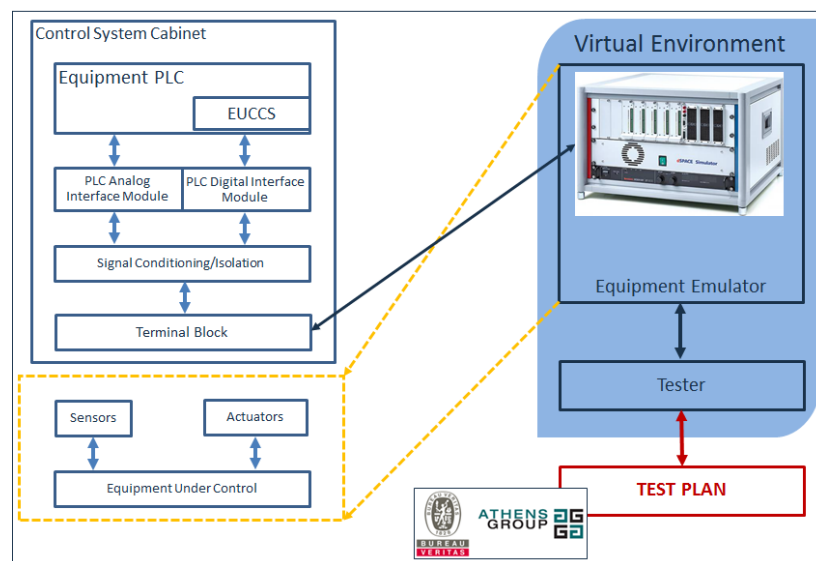 Control System Cabinet
Equipment PLC
EUCCS
PLC Analog
Interface Module
PLC Digital Interface
Module
Signal Conditioning/Isolation
Terminal Block
Sensors
Actuators
Equipment Under Control
Virtual Environment
dSPACE Simulator
Equipment Emulator
Tester
TEST PLAN
1828
BUREAU
VERITAS
ATHENS
GROUP